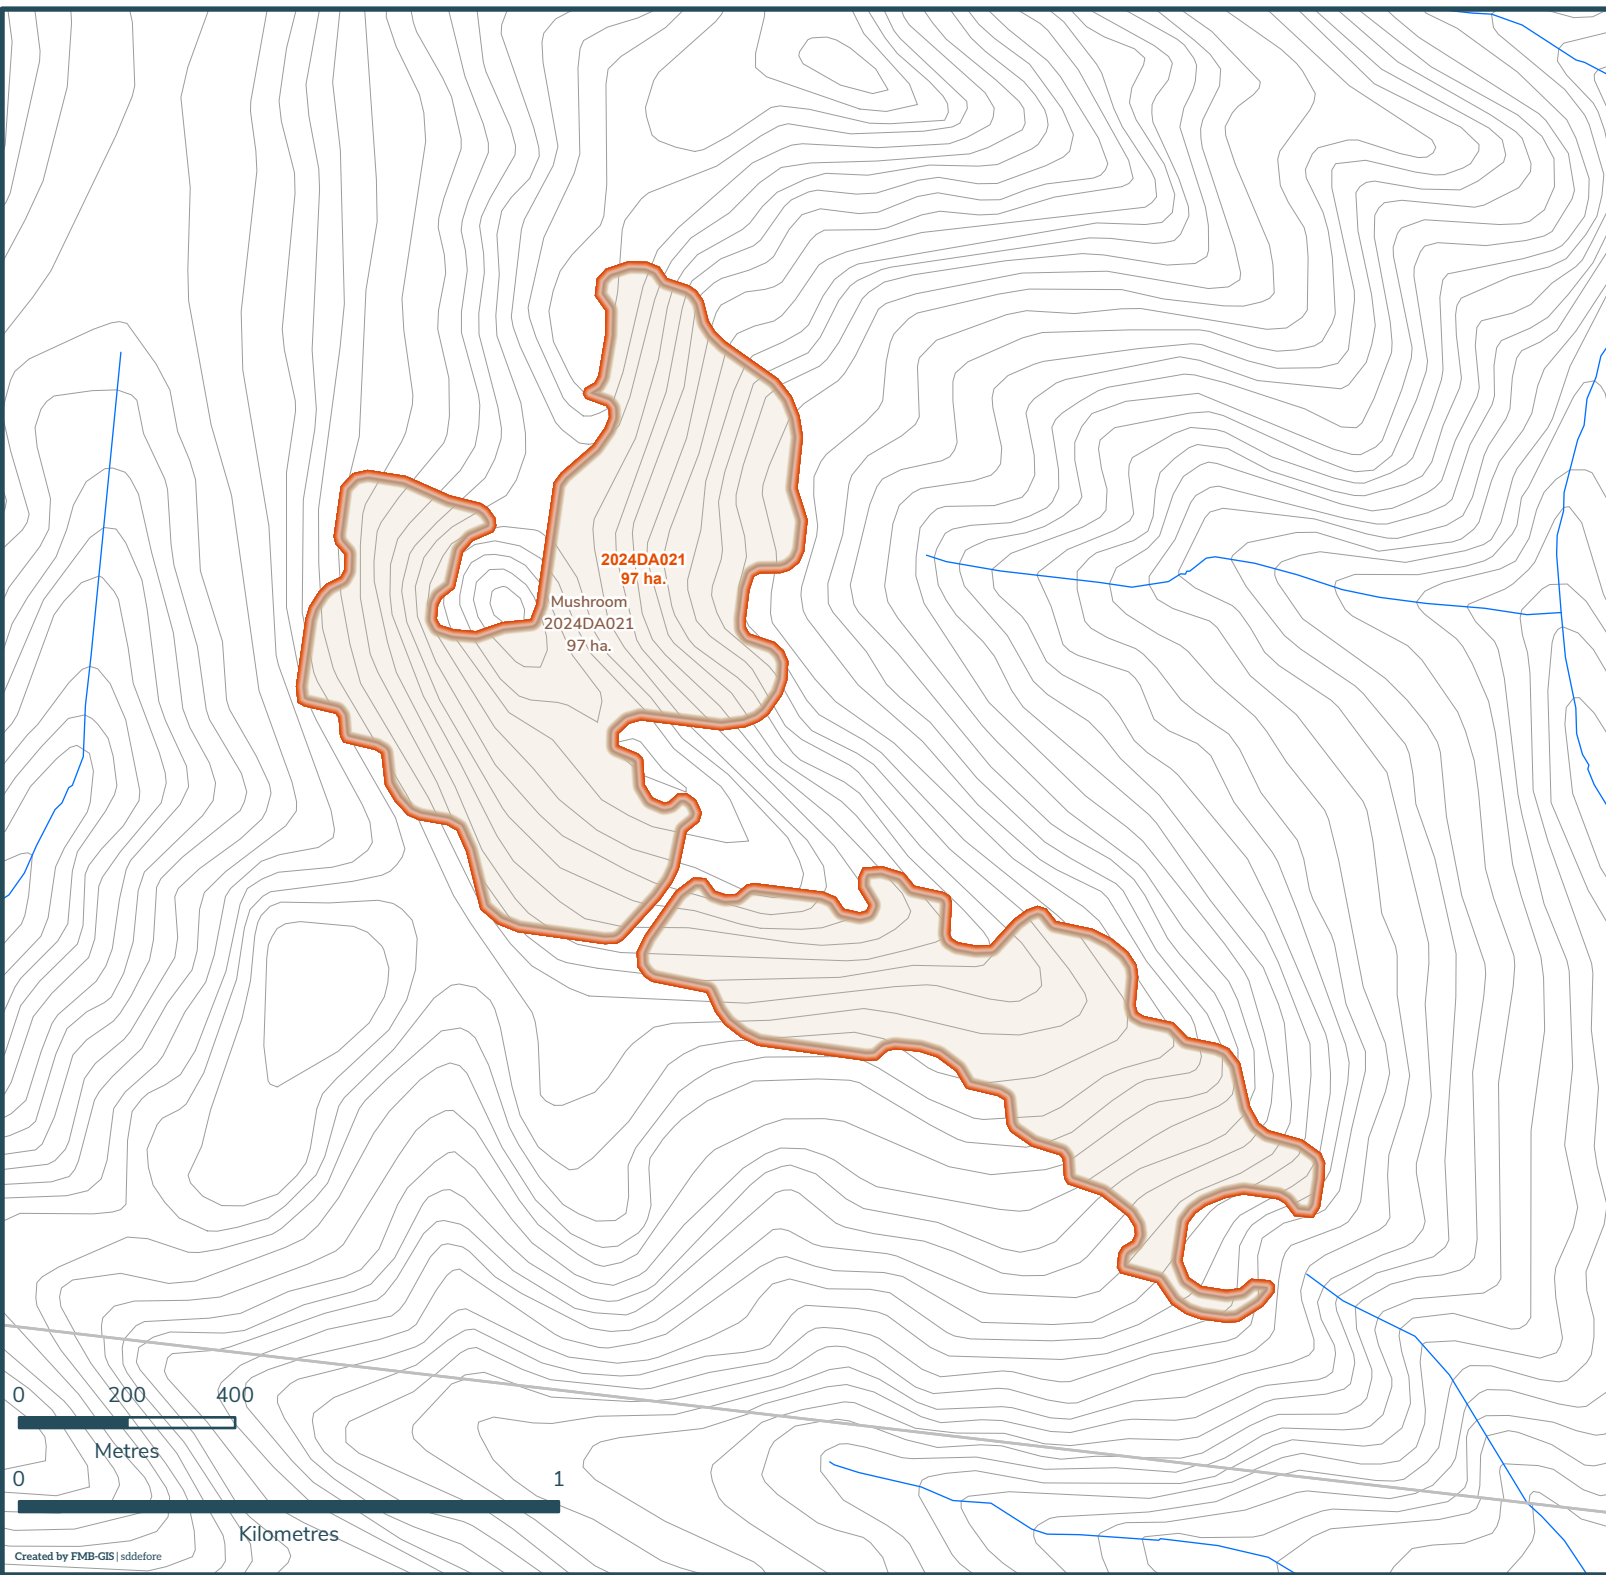 2024DA021
97 ha.
Mushroom
2024DA021
97 ha.
0 200 400
Metres
0 1
Kilometres
Created by FMB-GIS | sddefore